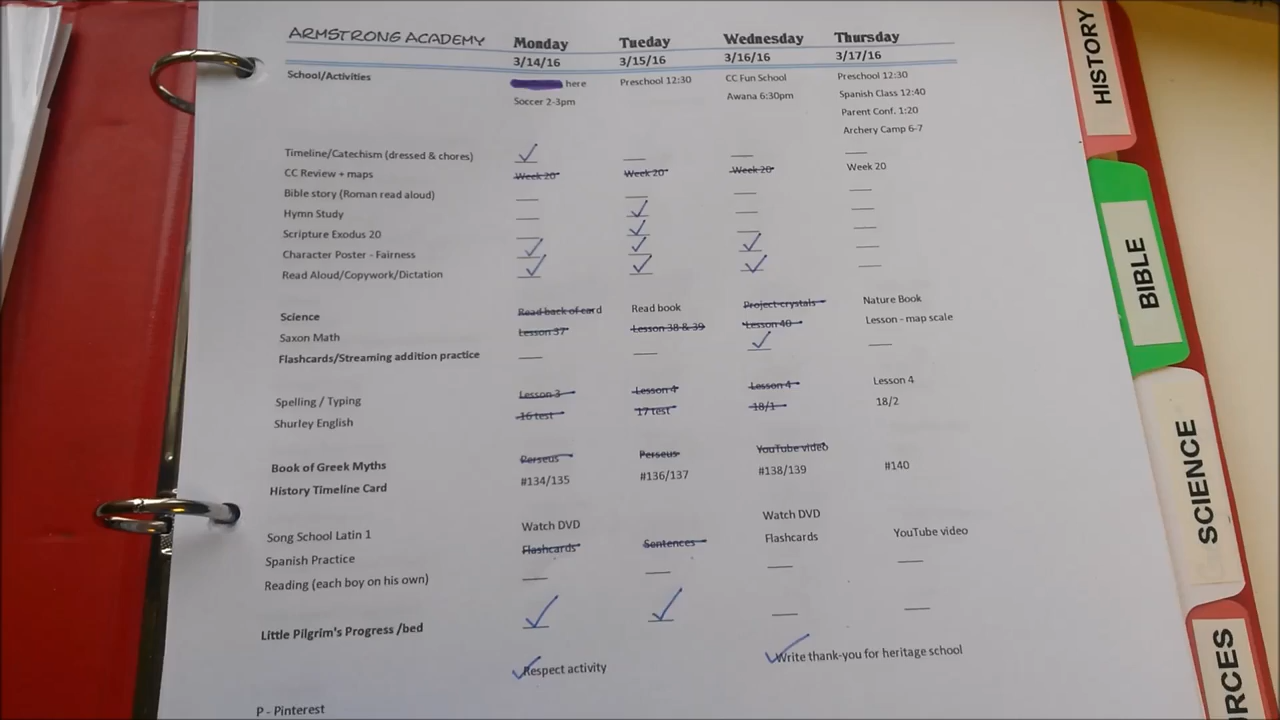 ARMSTRONG ACADEMY Monday Tueday Wednesday Thursday
3/14/16 3/15/16 3/16/16 3/17/16
School/Activities here Preschool 12:30 CC Fun School Preschool 12:30
Soccer 2-3pm Awana 6:30pm Spanish Class 12:40
Parent Conf. 1:20
Archery Camp 6-7
Timeline/Catechism (dressed & chores)
CC Review + maps Week 20 Week 20 Week 20 Week 20
Bible story (Roman read aloud)
Hymn Study
Scripture Exodus 20
Character Poster - Fairness
Read Aloud/Copywork/Dictation
Science Read back of card Read book Project-crystals Nature Book
Saxon Math Lesson 37 Lesson 38 & 39 Lesson 40 Lesson - map scale
Flashcards/Streaming addition practice
Spelling / Typing Lesson 3 Lesson 4 Lesson 4 Lesson 4
Shurley English 16 test 17 test 18/1 18/2
Book of Greek Myths Perseus Perseus YouTube video
History Timeline Card #134/135 #136/137 #138/139 #140
Song School Latin 1 Watch DVD Watch DVD
Spanish Practice Flashcards Sentences Flashcards YouTube video
Reading (each boy on his own)
Little Pilgrim's Progress /bed
Respect activity Write thank-you for heritage school
P - Pinterest
HISTORY
BIBLE
SCIENCE
RCES